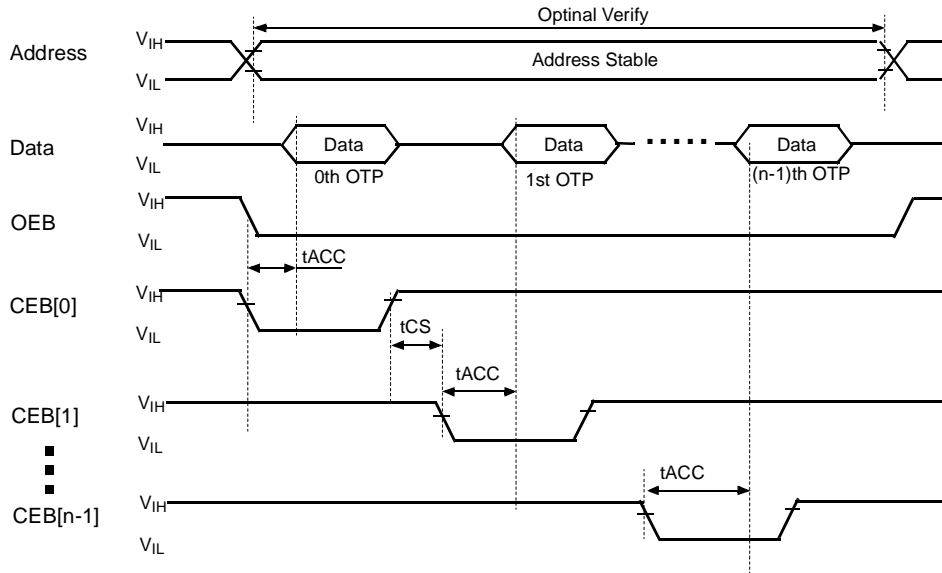 Optinal Verify
Address
VIH
VIL
Address Stable
Data
VIH
VIL
Data
Data
Data
0th OTP
1st OTP
(n-1)th OTP
OEB
VIH
VIL
tACC
CEB[0]
VIH
VIL
tCS
tACC
CEB[1]
VIH
VIL
tACC
CEB[n-1]
VIH
VIL